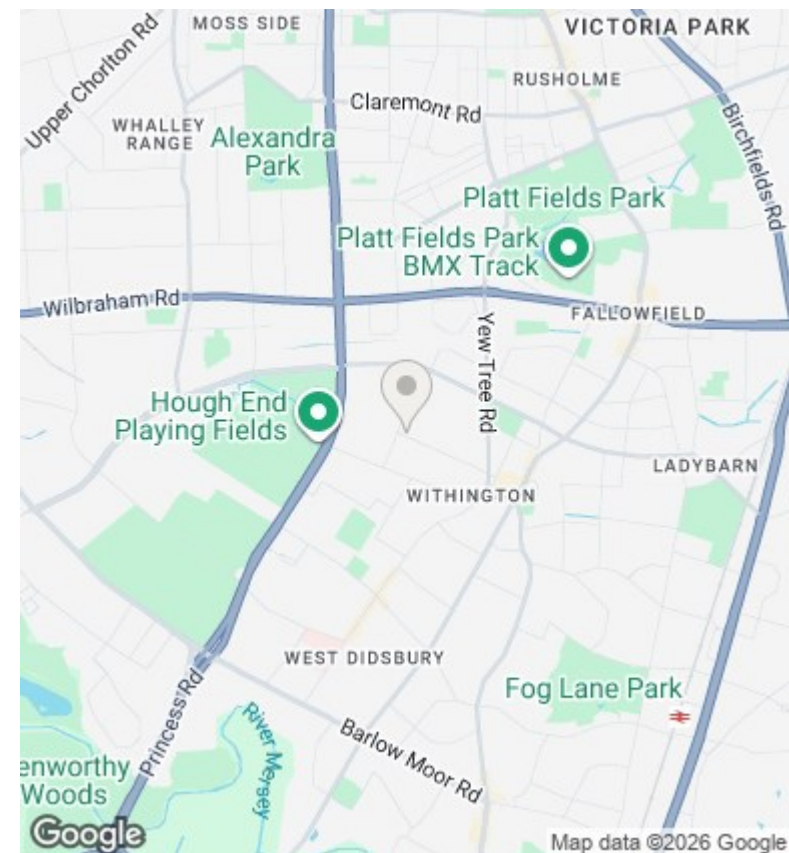 MOSS SIDE
VICTORIA PARK
Upper Chorlton Rd
RUSHOLME
Claremont Rd
Birchfields Rd
WHALLEY
RANGE
Alexandra
Park
Platt Fields Park
Platt Fields Park
BMX Track
Wilbraham Rd
FALLOWFIELD
Yew Tree Rd
Hough End
Playing Fields
LADYBARN
WITHINGTON
WEST DIDSBURY
Fog Lane Park
Princess Rd
River Mersey
Barlow Moor Rd
enworthy
Woods
Google
Map data ©2026 Google